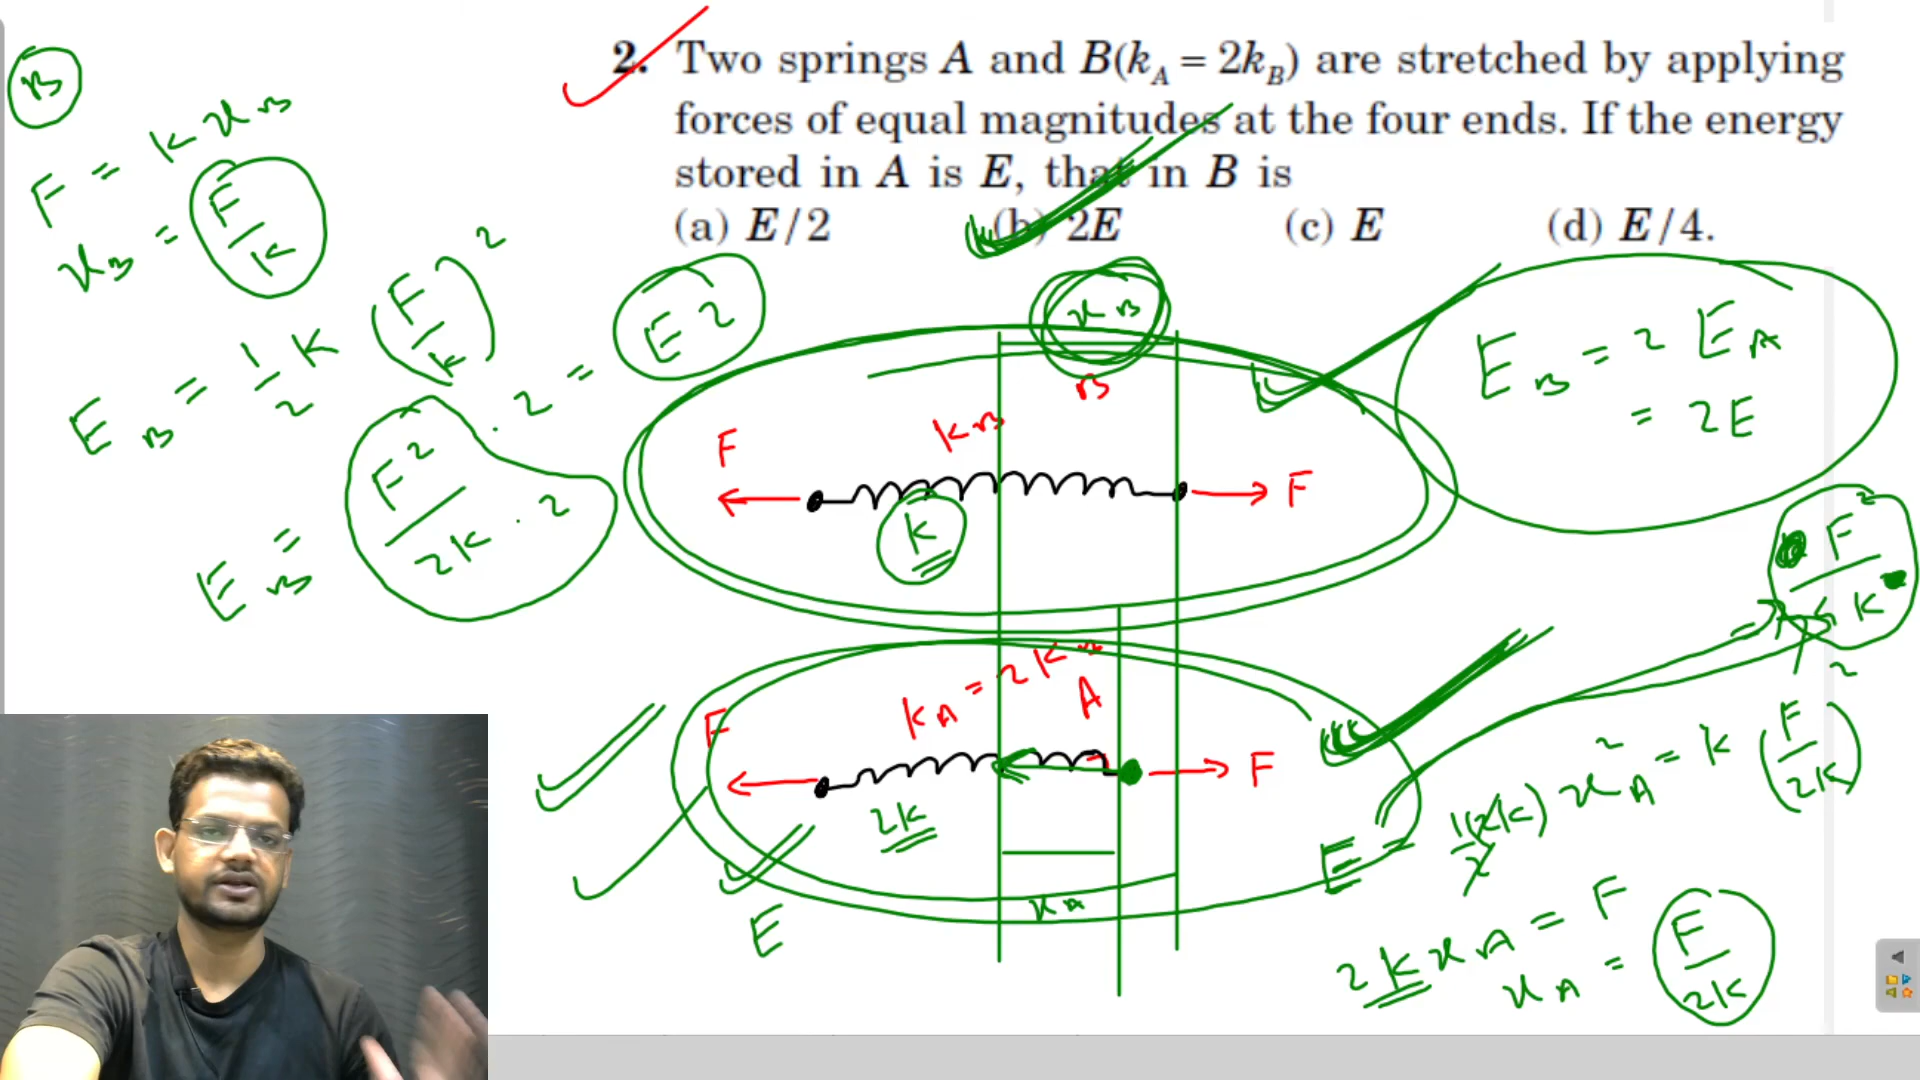 2. Two springs A and B(k_A = 2k_B) are stretched by applying
forces of equal magnitudes at the four ends. If the energy
stored in A is E, that in B is
(a) E/2 (b) 2E (c) E (d) E/4.
B
F = k x_B
x_B = F/k
E_B = 1/2 k (F/k)^2
E_B = F^2/2k . 2
. 2 = E 2
x_B
B
k_B
F
F
k
E_B = 2 E_A
= 2E
F^2
k
k_A = 2k_B
A
F
F
2k
x_A
E
E = 1/2 (2k) x_A^2 = k (F/2k)^2
2k x_A = F
x_A = F/2k